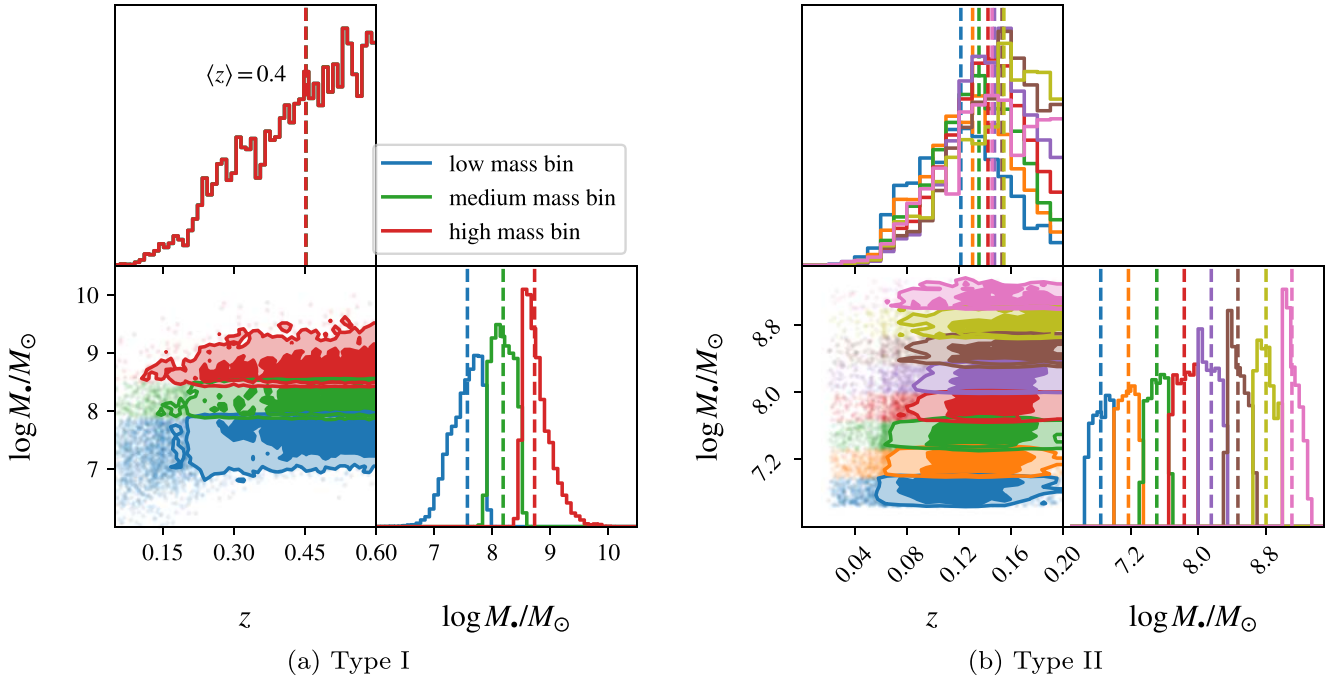 ⟨z⟩=0.4
low mass bin
medium mass bin
high mass bin
10
9
8
7
log M•/M⊙
0.15 0.30 0.45 0.60
7 8 9 10
z
log M•/M⊙
(a) Type I
8.8
8.0
7.2
log M•/M⊙
0.04 0.08 0.12 0.16 0.20
7.2 8.0 8.8
z
log M•/M⊙
(b) Type II